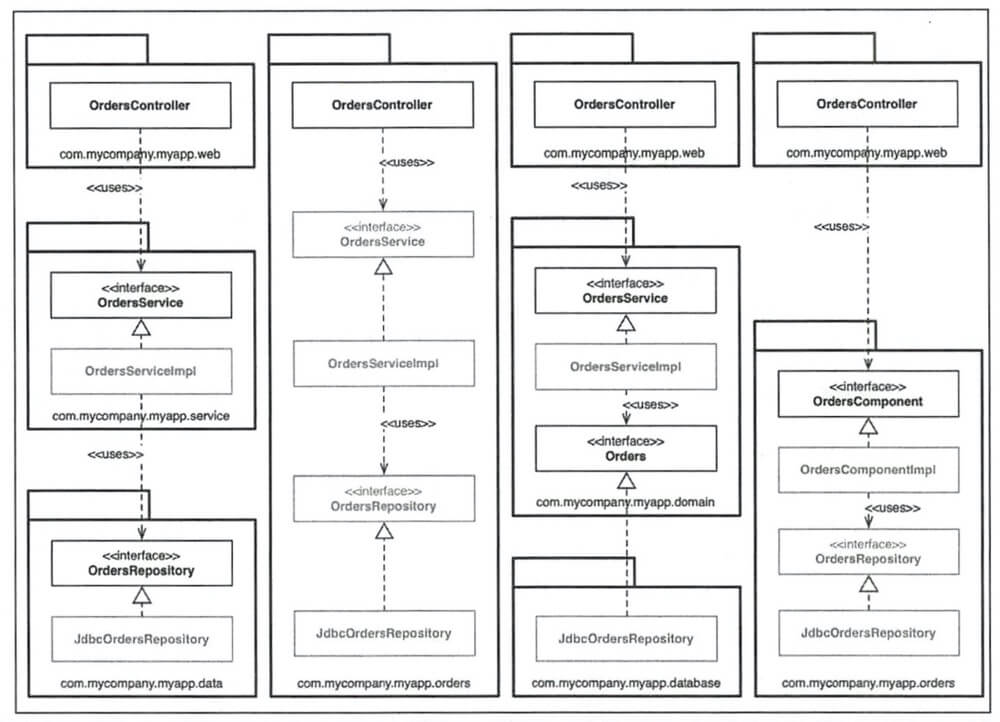 OrdersController
com.mycompany.myapp.web
<<uses>>
<<interface>>
OrdersService
OrdersServiceImpl
com.mycompany.myapp.service
<<uses>>
<<interface>>
OrdersRepository
JdbcOrdersRepository
com.mycompany.myapp.data
OrdersController
<<uses>>
<<interface>>
OrdersService
OrdersServiceImpl
<<uses>>
<<interface>>
OrdersRepository
JdbcOrdersRepository
com.mycompany.myapp.orders
OrdersController
com.mycompany.myapp.web
<<uses>>
<<interface>>
OrdersService
OrdersServiceImpl
<<uses>>
<<interface>>
Orders
com.mycompany.myapp.domain
JdbcOrdersRepository
com.mycompany.myapp.database
OrdersController
com.mycompany.myapp.web
<<uses>>
<<interface>>
OrdersComponent
OrdersComponentImpl
<<uses>>
<<interface>>
OrdersRepository
JdbcOrdersRepository
com.mycompany.myapp.orders